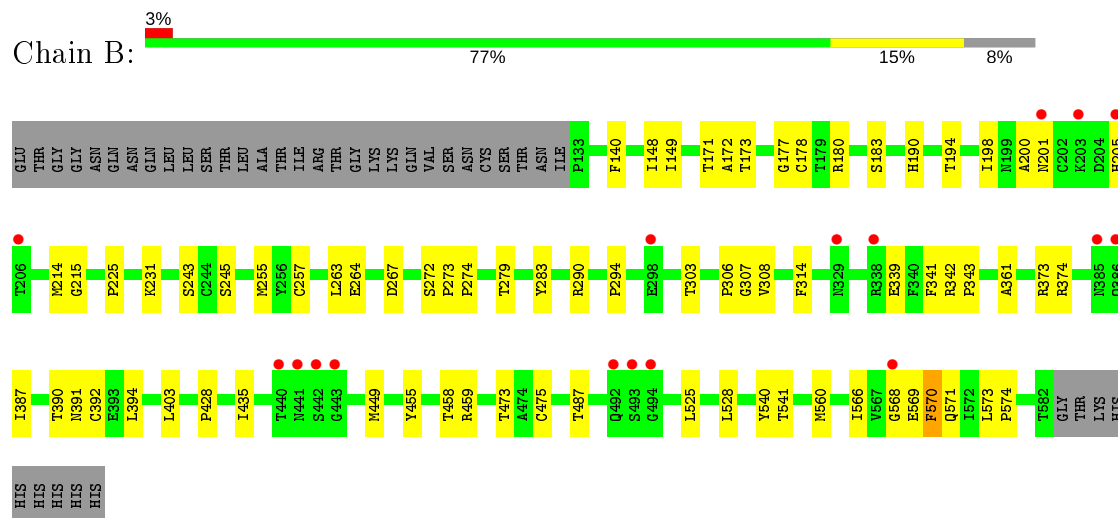 3%
Chain B:
77% 15% 8%
GLU THR GLY GLY ASN GLN ASN GLN LEU LEU SER THR LEU ALA THR ILE ARG THR GLY LYS LYS GLN VAL SER ASN CYS SER THR ASN ILE P133 F140 I148 I149 T171 A172 T173 G177 C178 T179 R180 S183 H190 T194 I198 N199 A200 N201 C202 K203 D204 H205
T206 M214 G215 P225 K231 S243 C244 S245 M255 Y256 C257 L263 E264 D267 S272 P273 P274 T279 Y283 R290 P294 E298 T303 P306 G307 V308 F314 N329 R338 E339 F340 F341 R342 P343 A361 R373 R374 N385 Q386
I387 T390 N391 C392 E393 L394 L403 P428 I435 T440 N441 S442 G443 M449 Y455 T458 R459 T473 A474 C475 T487 Q492 S493 G494 L525 L528 Y540 T541 M560 I566 V567 G568 E569 F570 Q571 I572 L573 P574 T582 GLY THR LYS HIS
HIS HIS HIS HIS HIS